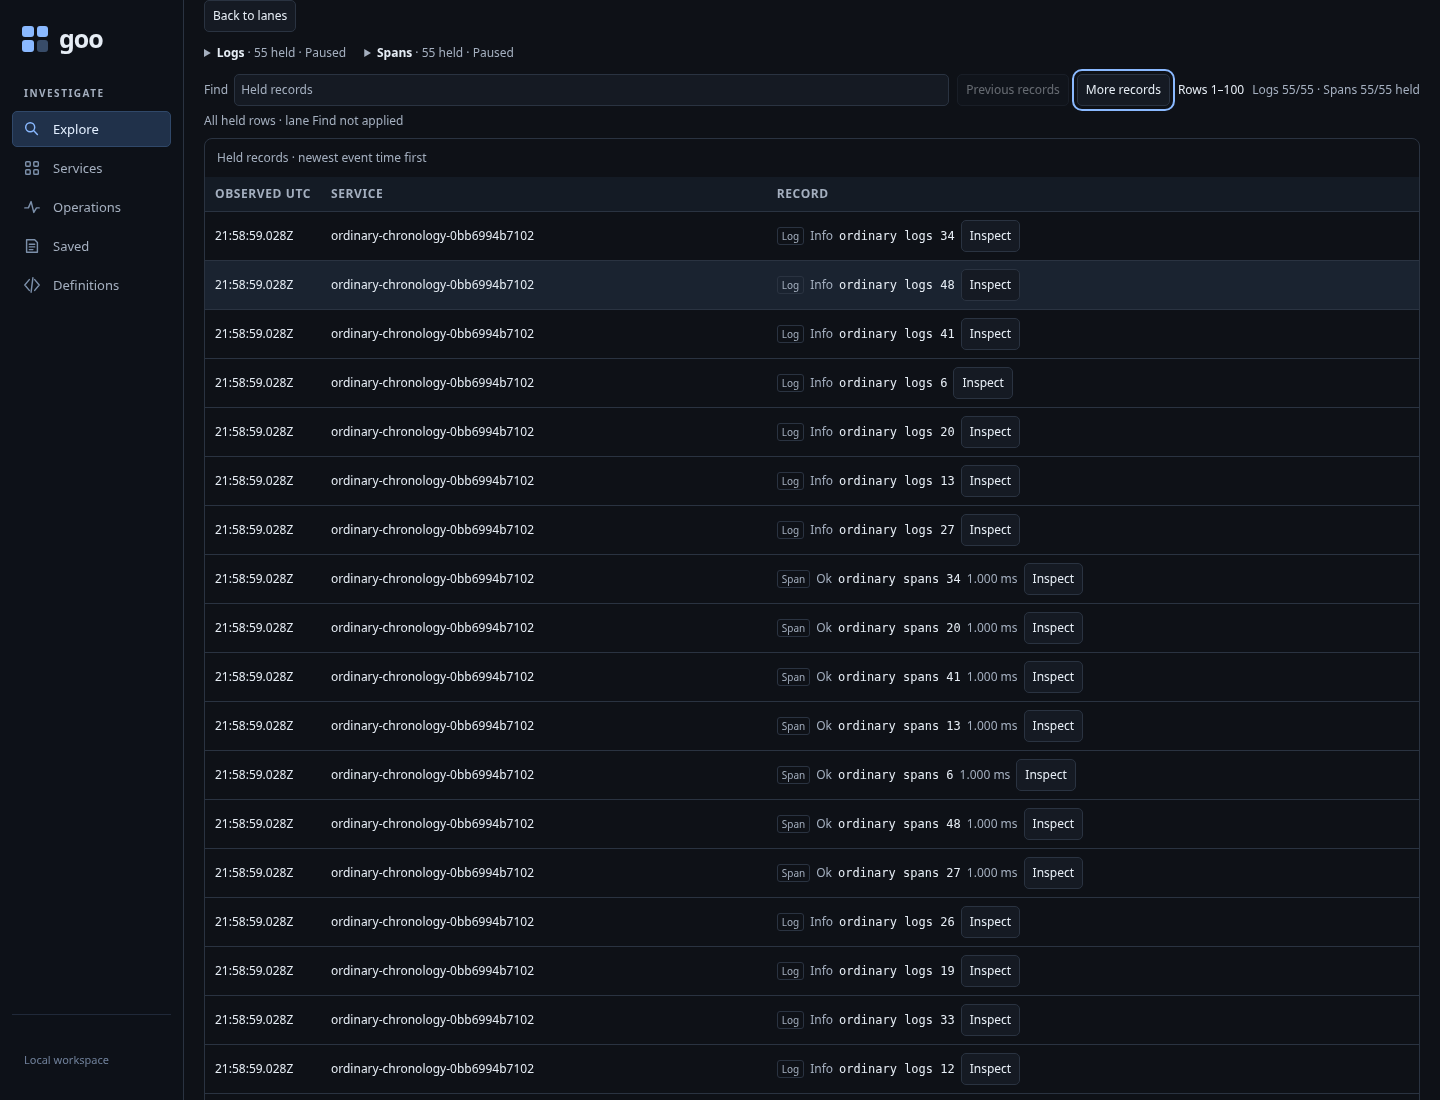 goo
INVESTIGATE
Explore
Services
Operations
Saved
Definitions
Local workspace
Back to lanes
Logs · 55 held · Paused Spans · 55 held · Paused
Find Held records Previous records More records Rows 1–100 Logs 55/55 · Spans 55/55 held
All held rows · lane Find not applied
Held records · newest event time first
OBSERVED UTC SERVICE RECORD
21:58:59.028Z ordinary-chronology-0bb6994b7102 Log Info ordinary logs 34 Inspect
21:58:59.028Z ordinary-chronology-0bb6994b7102 Log Info ordinary logs 48 Inspect
21:58:59.028Z ordinary-chronology-0bb6994b7102 Log Info ordinary logs 41 Inspect
21:58:59.028Z ordinary-chronology-0bb6994b7102 Log Info ordinary logs 6 Inspect
21:58:59.028Z ordinary-chronology-0bb6994b7102 Log Info ordinary logs 20 Inspect
21:58:59.028Z ordinary-chronology-0bb6994b7102 Log Info ordinary logs 13 Inspect
21:58:59.028Z ordinary-chronology-0bb6994b7102 Log Info ordinary logs 27 Inspect
21:58:59.028Z ordinary-chronology-0bb6994b7102 Span Ok ordinary spans 34 1.000 ms Inspect
21:58:59.028Z ordinary-chronology-0bb6994b7102 Span Ok ordinary spans 20 1.000 ms Inspect
21:58:59.028Z ordinary-chronology-0bb6994b7102 Span Ok ordinary spans 41 1.000 ms Inspect
21:58:59.028Z ordinary-chronology-0bb6994b7102 Span Ok ordinary spans 13 1.000 ms Inspect
21:58:59.028Z ordinary-chronology-0bb6994b7102 Span Ok ordinary spans 6 1.000 ms Inspect
21:58:59.028Z ordinary-chronology-0bb6994b7102 Span Ok ordinary spans 48 1.000 ms Inspect
21:58:59.028Z ordinary-chronology-0bb6994b7102 Span Ok ordinary spans 27 1.000 ms Inspect
21:58:59.028Z ordinary-chronology-0bb6994b7102 Log Info ordinary logs 26 Inspect
21:58:59.028Z ordinary-chronology-0bb6994b7102 Log Info ordinary logs 19 Inspect
21:58:59.028Z ordinary-chronology-0bb6994b7102 Log Info ordinary logs 33 Inspect
21:58:59.028Z ordinary-chronology-0bb6994b7102 Log Info ordinary logs 12 Inspect